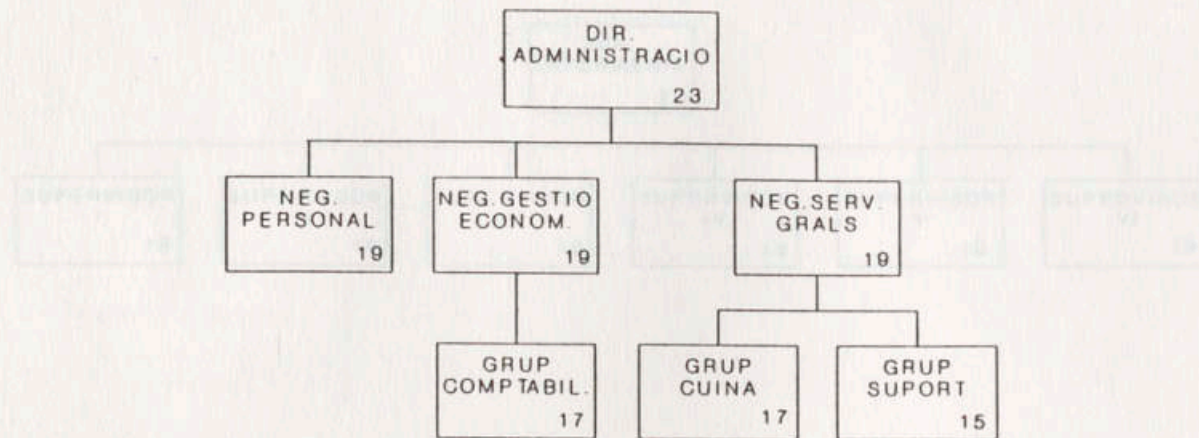 DIR.
ADMINISTRACIO
23
NEG.
PERSONAL
19
NEG.GESTIO
ECONOM.
19
NEG.SERV.
GRALS
19
GRUP
COMPTABIL.
17
GRUP
CUINA
17
GRUP
SUPORT
15